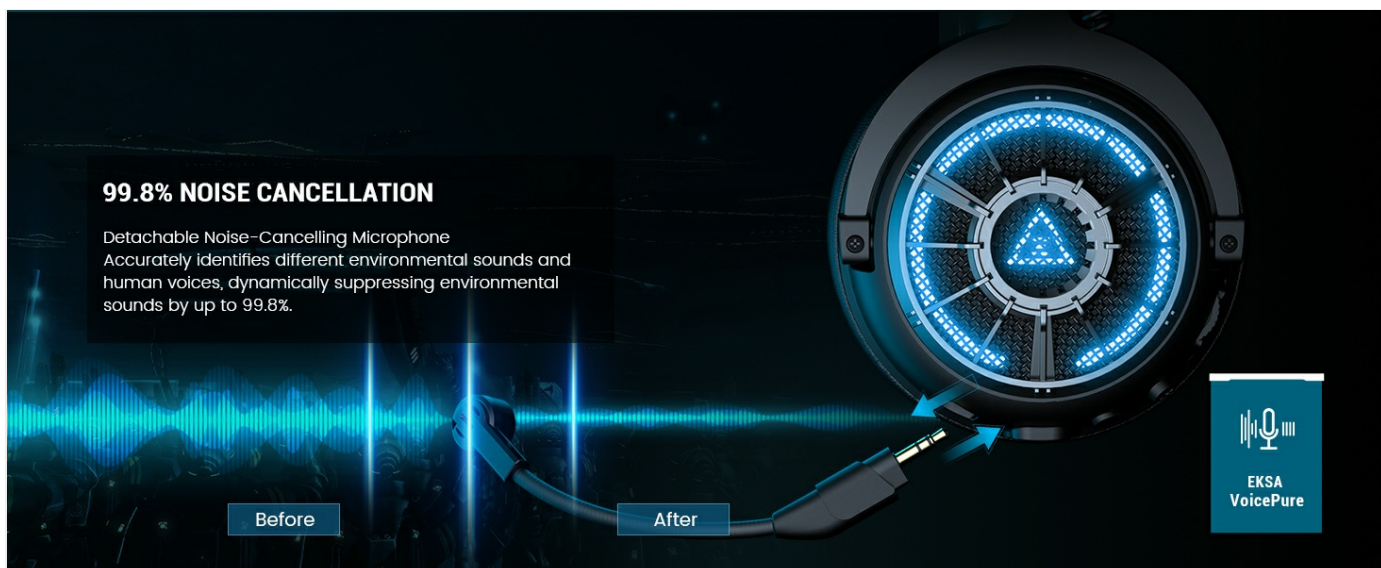 99.8% NOISE CANCELLATION
Detachable Noise-Cancelling Microphone
Accurately identifies different environmental sounds and
human voices, dynamically suppressing environmental
sounds by up to 99.8%.
Before
After
EKSA
VoicePure